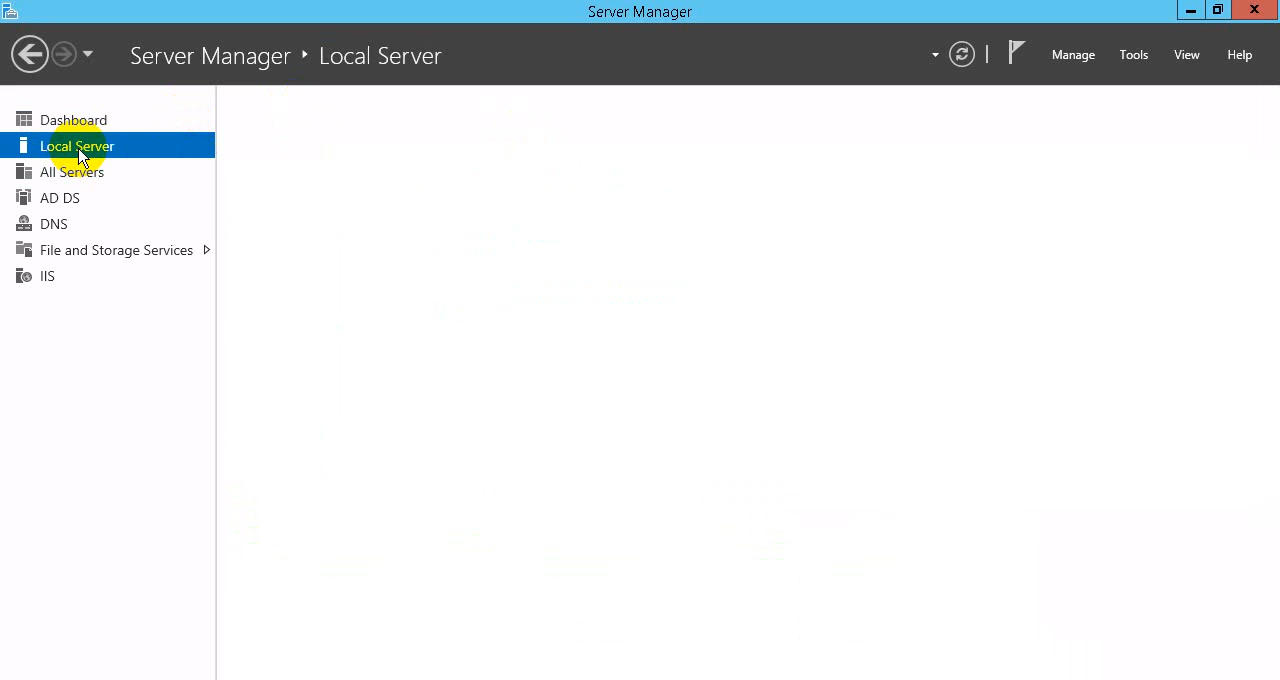 Server Manager
Server Manager ‣ Local Server
Manage Tools View Help
Dashboard
Local Server
All Servers
AD DS
DNS
File and Storage Services
IIS